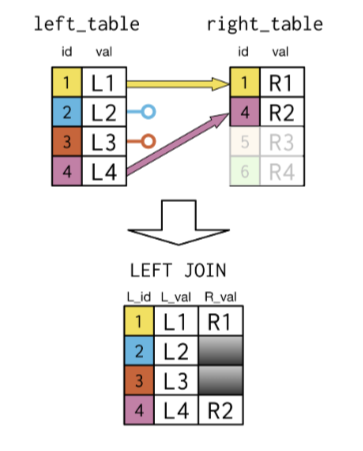 left_table right_table
id val id val
1 L1 1 R1
2 L2 4 R2
3 L3 5 R3
4 L4 6 R4
LEFT JOIN
L_id L_val R_val
1 L1 R1
2 L2
3 L3
4 L4 R2